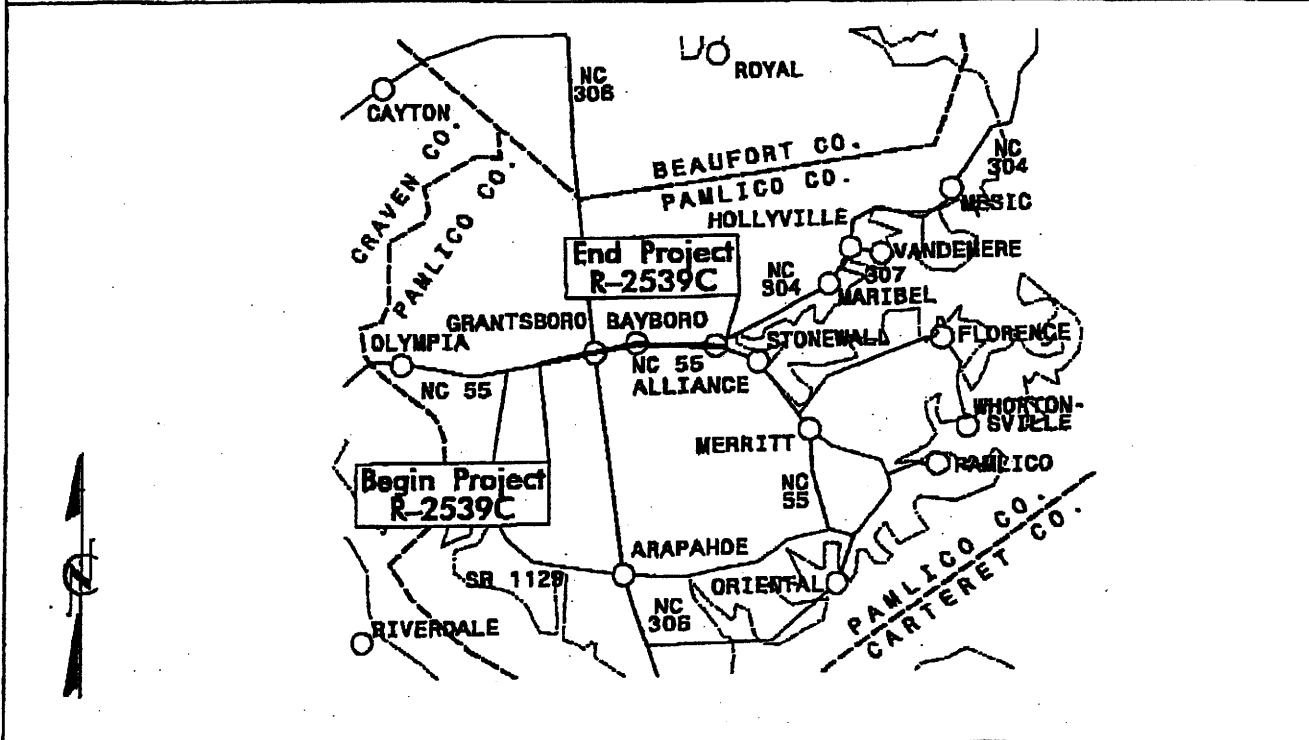 ROYAL
NC
306
CAYTON
CRAVEN CO.
PAMLICO CO.
BEAUFORT CO.
PAMLICO CO.
NC
304
MESIC
HOLLYVILLE
VANDEMERE
End Project
R-2539C
NC
304
307
MARIBEL
GRANTSBORO
BAYBORO
OLYMPIA
STONEWALL
FLORENCE
NC 55
NC 55
ALLIANCE
WHORTON-
SVILLE
MERRITT
PAMLICO
Begin Project
R-2539C
NC
55
ARAPAHOE
SR 1129
ORIENTAL
NC
306
PAMLICO CO.
CARTERET CO.
RIVERDALE
N